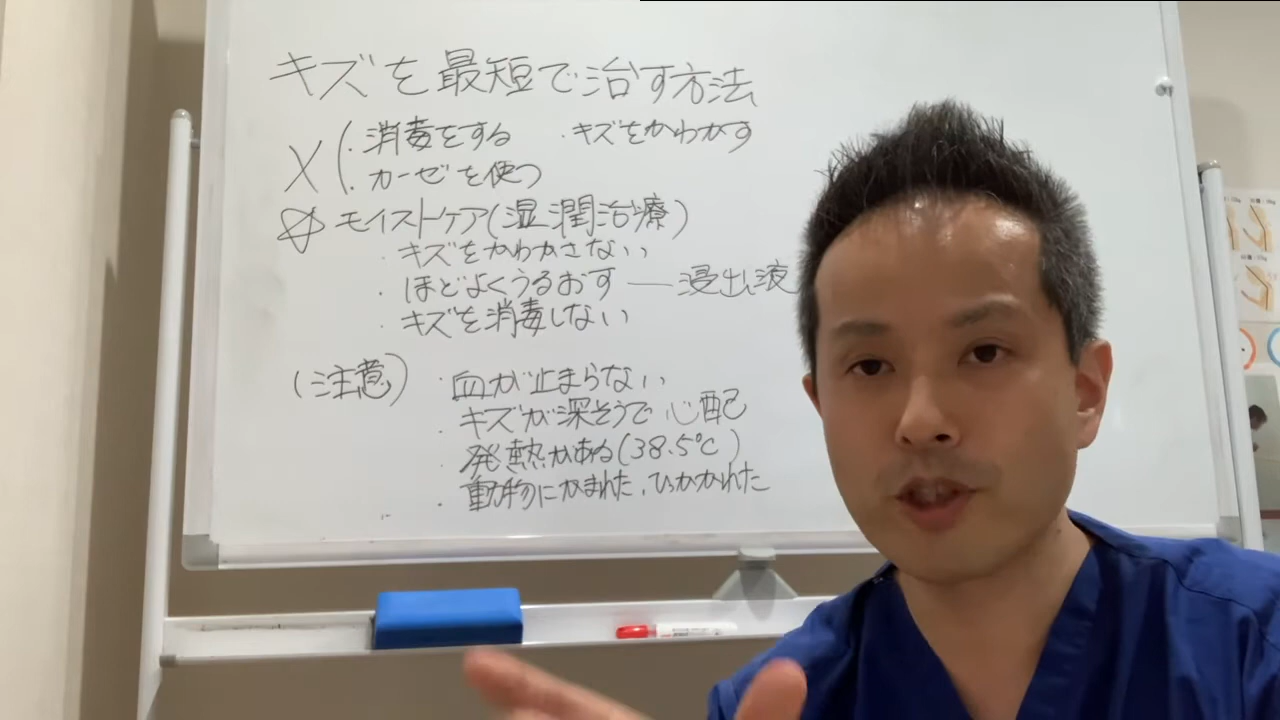 キズを最短で治す方法
×(・消毒をする ・キズをかわかす
・ガーゼを使う
☆モイストケア(湿潤治療)
・キズをかわかさない
・ほどよくうるおす ― 浸出液
・キズを消毒しない
(注意) ・血が止まらない
・キズが深そうで心配
・発熱がある(38.5℃)
・動物にかまれた、ひっかかれた